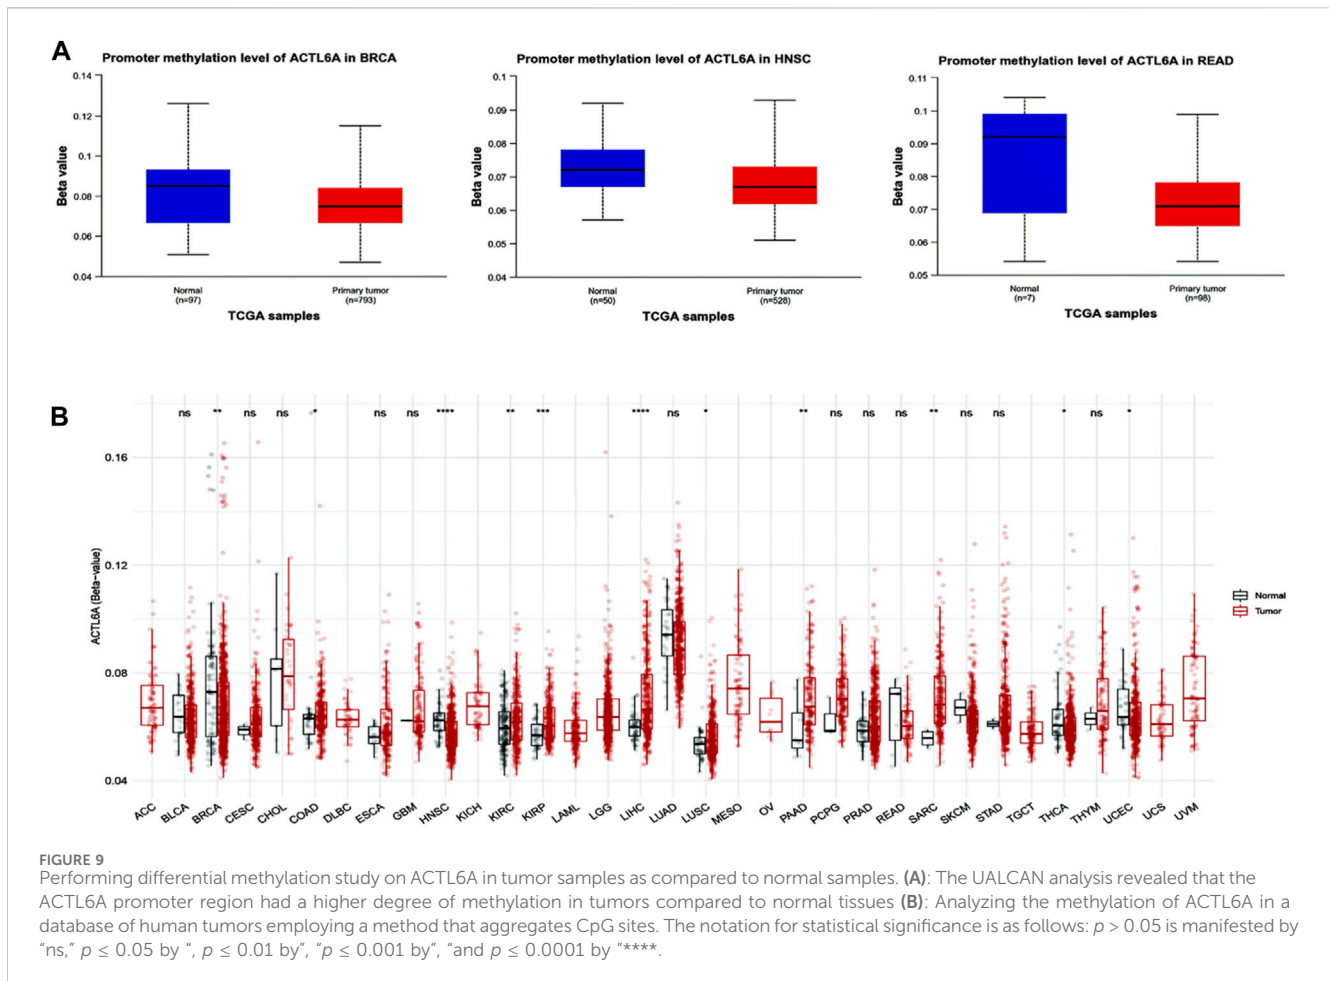 A
Promoter methylation level of ACTL6A in BRCA
0.14
0.12
0.1
0.08
0.06
0.04
Beta value
Normal
(n=97)
Primary tumor
(n=793)
TCGA samples
Promoter methylation level of ACTL6A in HNSC
0.1
0.09
0.08
0.07
0.06
0.05
0.04
Beta value
Normal
(n=50)
Primary tumor
(n=528)
TCGA samples
Promoter methylation level of ACTL6A in READ
0.11
0.1
0.09
0.08
0.07
0.06
0.05
Beta value
Normal
(n=7)
Primary tumor
(n=98)
TCGA samples
B
ns ** ns ns * ns ns **** ** *** **** ns * ** ns ns ns ** ns ns * ns *
0.16
0.12
0.08
0.04
ACTL6A (Beta-value)
Normal
Tumor
ACC BLCA BRCA CESC CHOL COAD DLBC ESCA GBM HNSC KICH KIRC KIRP LAML LGG LIHC LUAD LUSC MESO OV PAAD PCPG PRAD READ SARC SKCM STAD TGCT THCA THYM UCEC UCS UVM
FIGURE 9
Performing differential methylation study on ACTL6A in tumor samples as compared to normal samples. (A): The UALCAN analysis revealed that the
ACTL6A promoter region had a higher degree of methylation in tumors compared to normal tissues (B): Analyzing the methylation of ACTL6A in a
database of human tumors employing a method that aggregates CpG sites. The notation for statistical significance is as follows: p > 0.05 is manifested by
“ns,” p ≤ 0.05 by “, p ≤ 0.01 by”, “p ≤ 0.001 by”, “and p ≤ 0.0001 by “****.